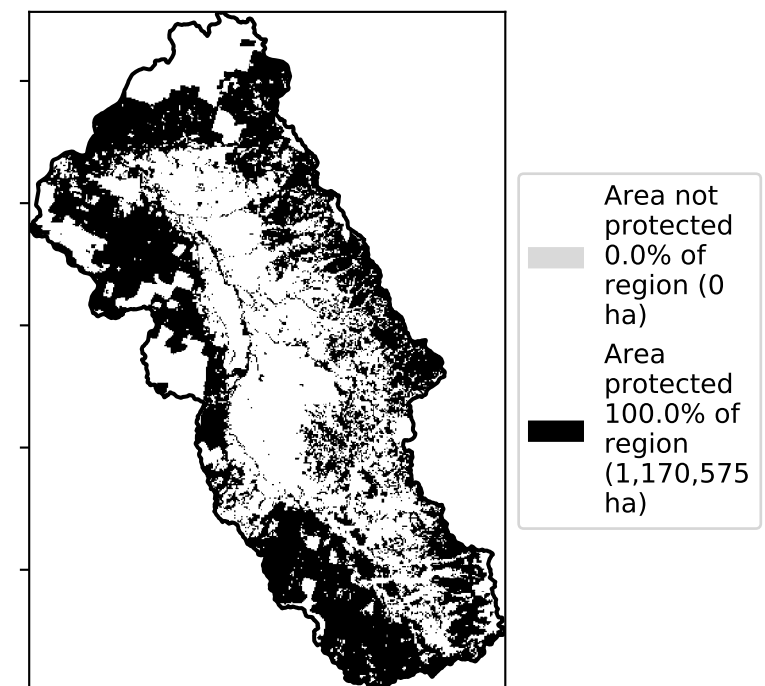 Area not
protected
0.0% of
region (0
ha)
Area
protected
100.0% of
region
(1,170,575
ha)